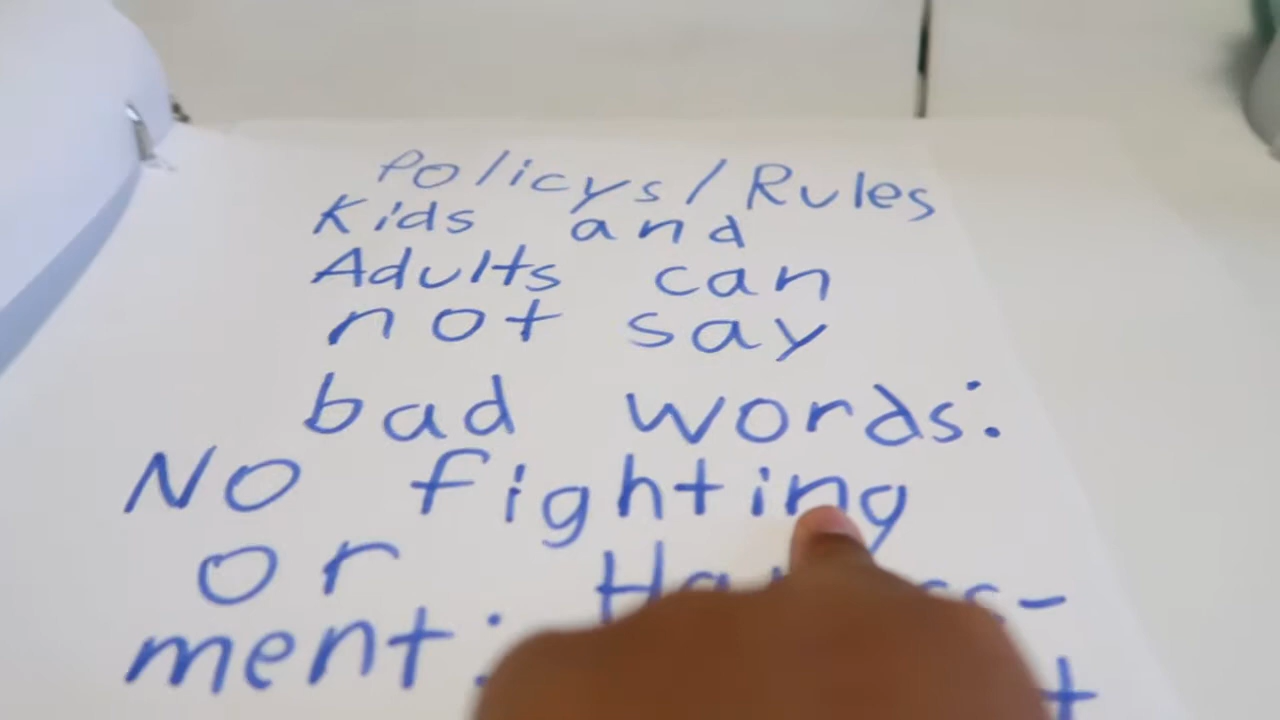 Policys/Rules
Kids and
Adults can
not say
bad words:
No fighting
or
ment: